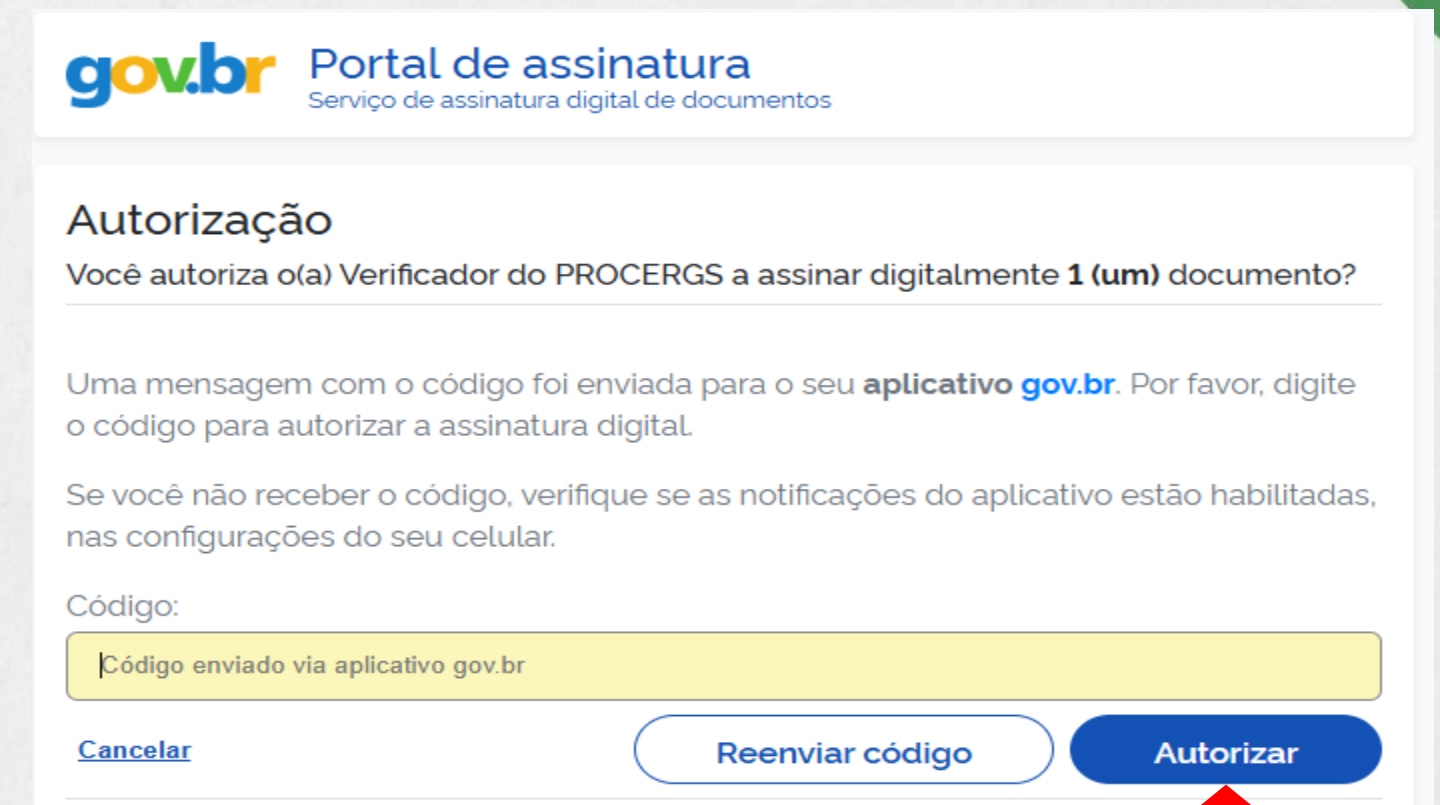 gov.br
Portal de assinatura
Serviço de assinatura digital de documentos
Autorização
Você autoriza o(a) Verificador do PROCERGS a assinar digitalmente 1 (um) documento?
Uma mensagem com o código foi enviada para o seu aplicativo gov.br. Por favor, digite
o código para autorizar a assinatura digital.
Se você não receber o código, verifique se as notificações do aplicativo estão habilitadas,
nas configurações do seu celular.
Código:
Código enviado via aplicativo gov.br
Cancelar
Reenviar código
Autorizar